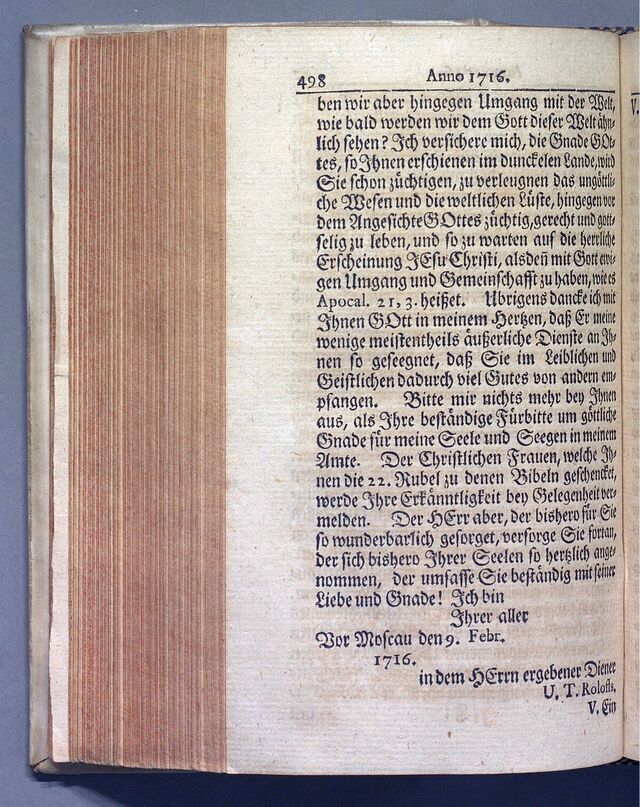 498 Anno 1716.
ben wir aber hingegen Umgang mit der Welt,
wie bald werden wir dem Gott dieser Welt ähn-
lich sehen? Ich versichere mich, die Gnade GOt-
tes, so Ihnen erschienen im dunckelen Lande, wird
Sie schon züchtigen, zu verleugnen das ungöttli-
che Wesen und die weltlichen Lüste, hingegen vor
dem Angesichte GOttes züchtig, gerecht und gott-
selig zu leben, und so zu warten auf die herrliche
Erscheinung JEsu Christi, alsdeñ mit Gott ewi-
gen Umgang und Gemeinschafft zu haben, wie es
Apocal. 21, 3. heißet. Ubrigens dancke ich mit
Ihnen GOtt in meinem Hertzen, daß Er meine
wenige meistentheils äußerliche Dienste an Ih-
nen so geseegnet, daß Sie im Leiblichen und
Geistlichen dadurch viel Gutes von andern em-
pfangen. Bitte mir nichts mehr bey Ihnen
aus, als Ihre beständige Fürbitte um göttliche
Gnade für meine Seele und Seegen in meinem
Amte. Der Christlichen Frauen, welche Ih-
nen die 22. Rubel zu denen Bibeln geschencket,
werde Ihre Erkänntligkeit bey Gelegenheit ver-
melden. Der HErr aber, der bishero für Sie
so wunderbarlich gesorget, versorge Sie fortan,
der sich bishero Ihrer Seelen so hertzlich ange-
nommen, der umfasse Sie beständig mit seiner
Liebe und Gnade! Ich bin
Ihrer aller
Vor Moscau den 9. Febr.
1716.
in dem HErrn ergebener Diener
U. T. Roloffs.
V. Ein
V.